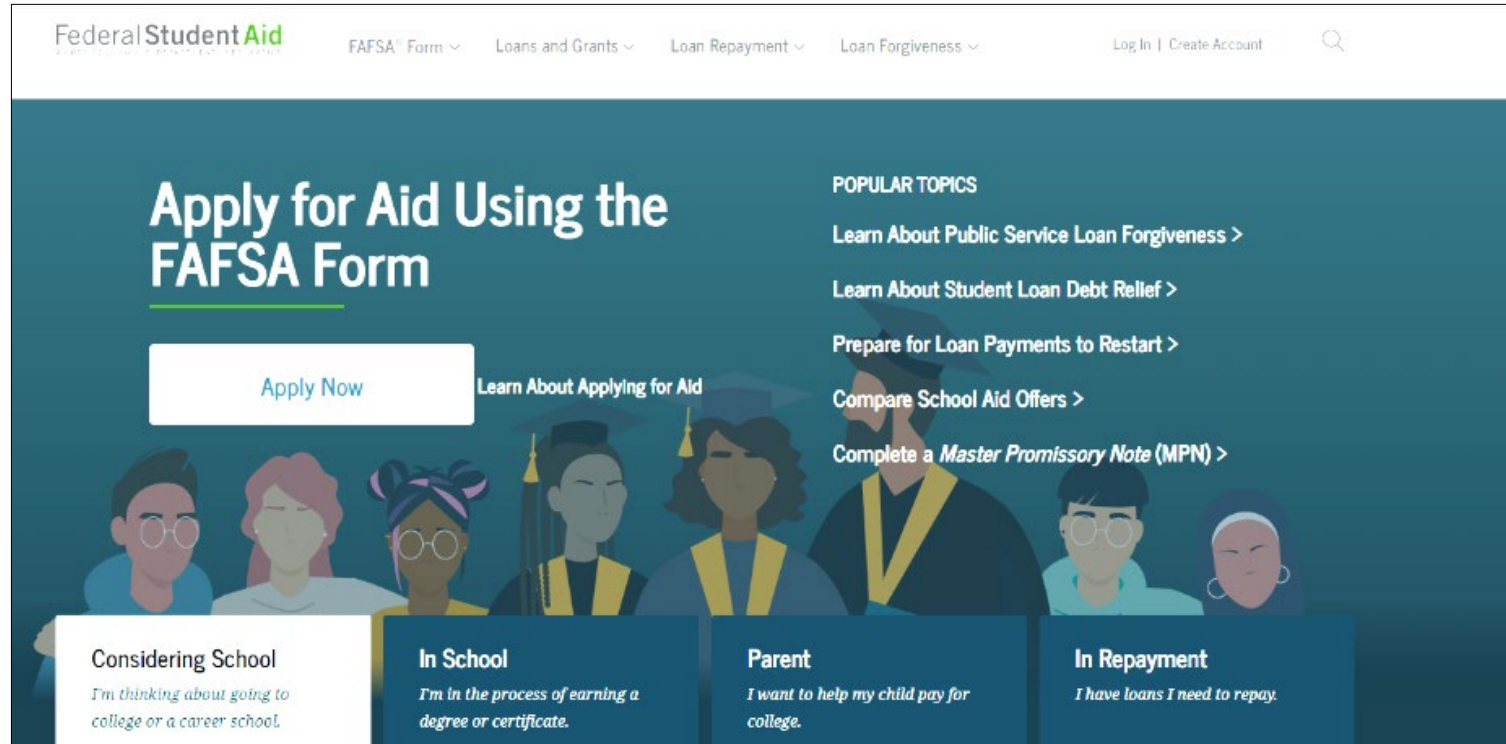 Federal Student Aid
FAFSA® Form
Loans and Grants
Loan Repayment
Loan Forgiveness
Log In | Create Account
Apply for Aid Using the
FAFSA Form
Apply Now
Learn About Applying for Aid
POPULAR TOPICS
Learn About Public Service Loan Forgiveness >
Learn About Student Loan Debt Relief >
Prepare for Loan Payments to Restart >
Compare School Aid Offers >
Complete a Master Promissory Note (MPN) >
Considering School
I'm thinking about going to
college or a career school.
In School
I'm in the process of earning a
degree or certificate.
Parent
I want to help my child pay for
college.
In Repayment
I have loans I need to repay.